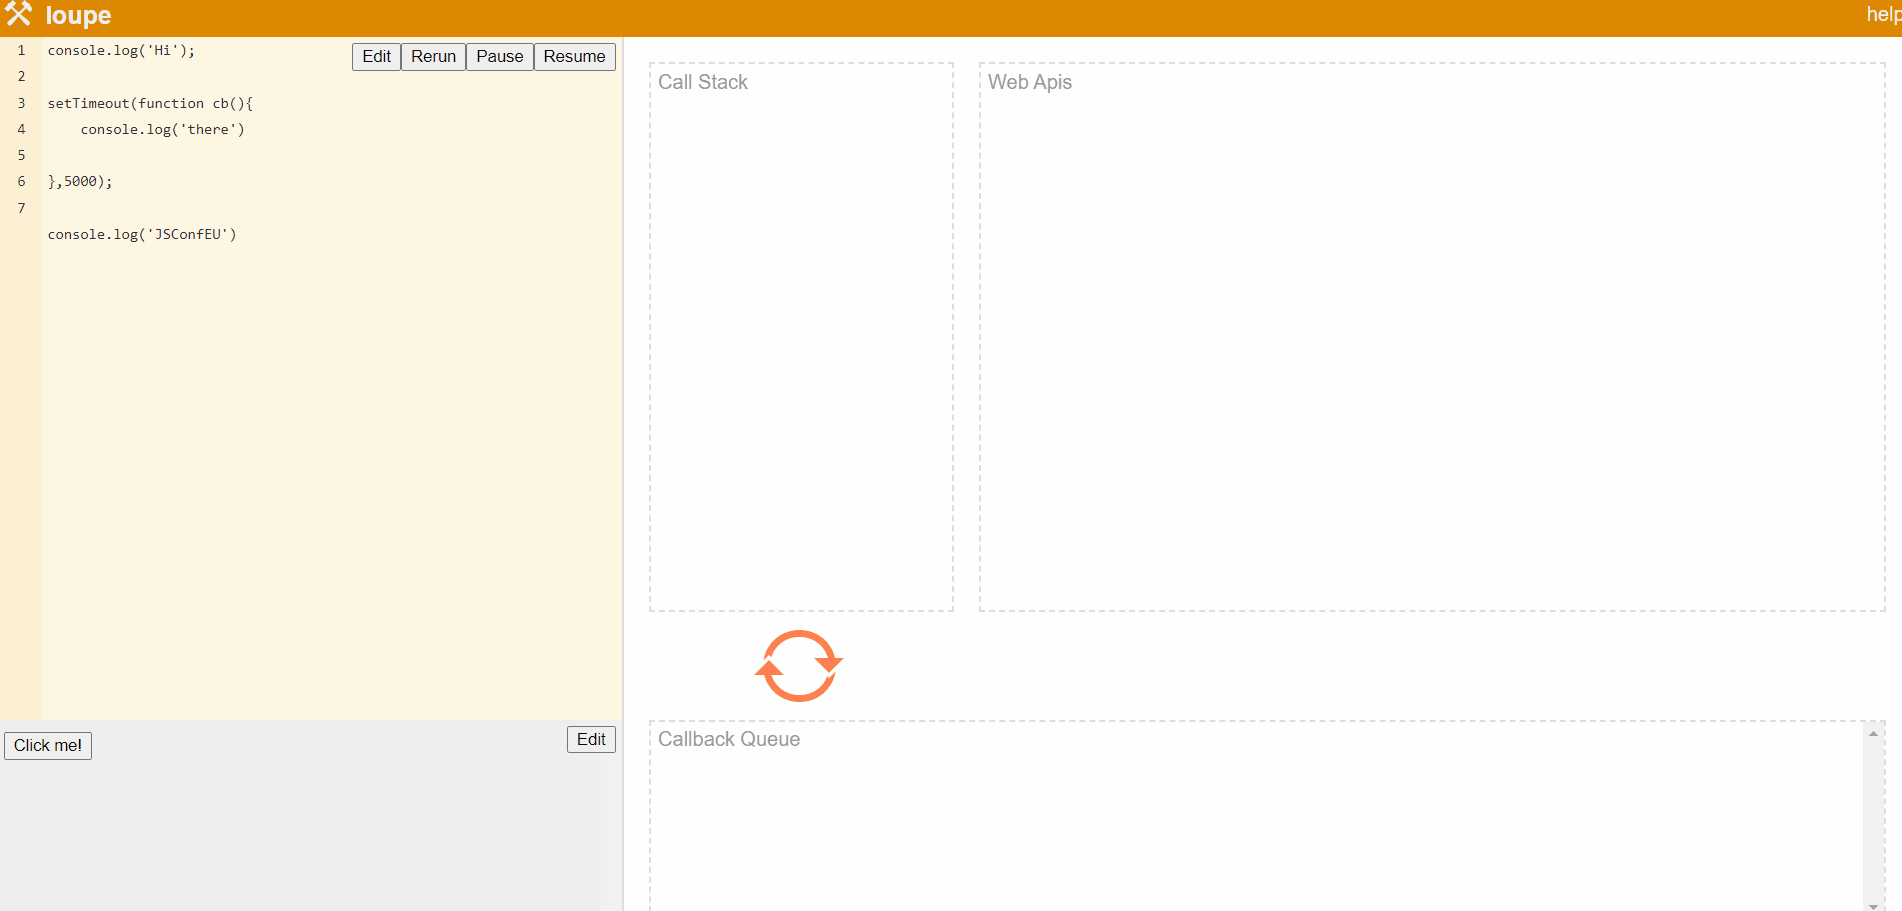 loupe
help
Edit Rerun Pause Resume
1 console.log('Hi');
2
3 setTimeout(function cb(){
4     console.log('there')
5
6 },5000);
7
console.log('JSConfEU')
Call Stack
Web Apis
Click me!
Edit
Callback Queue